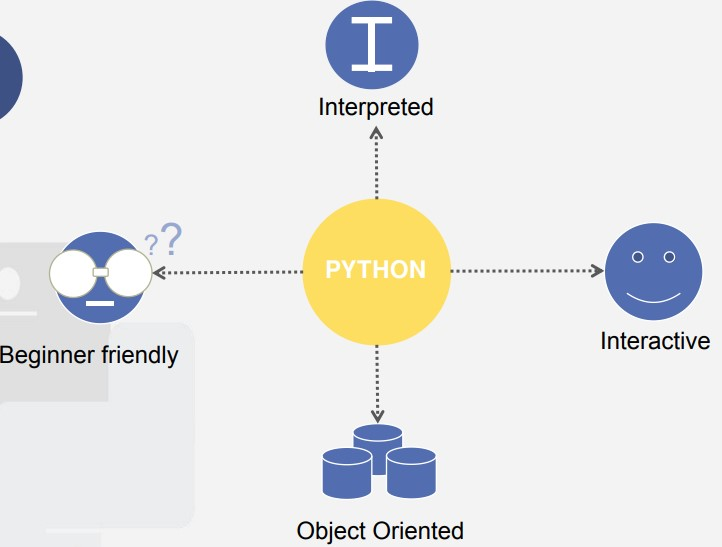 I
Interpreted
??
PYTHON
Beginner friendly
Interactive
Object Oriented